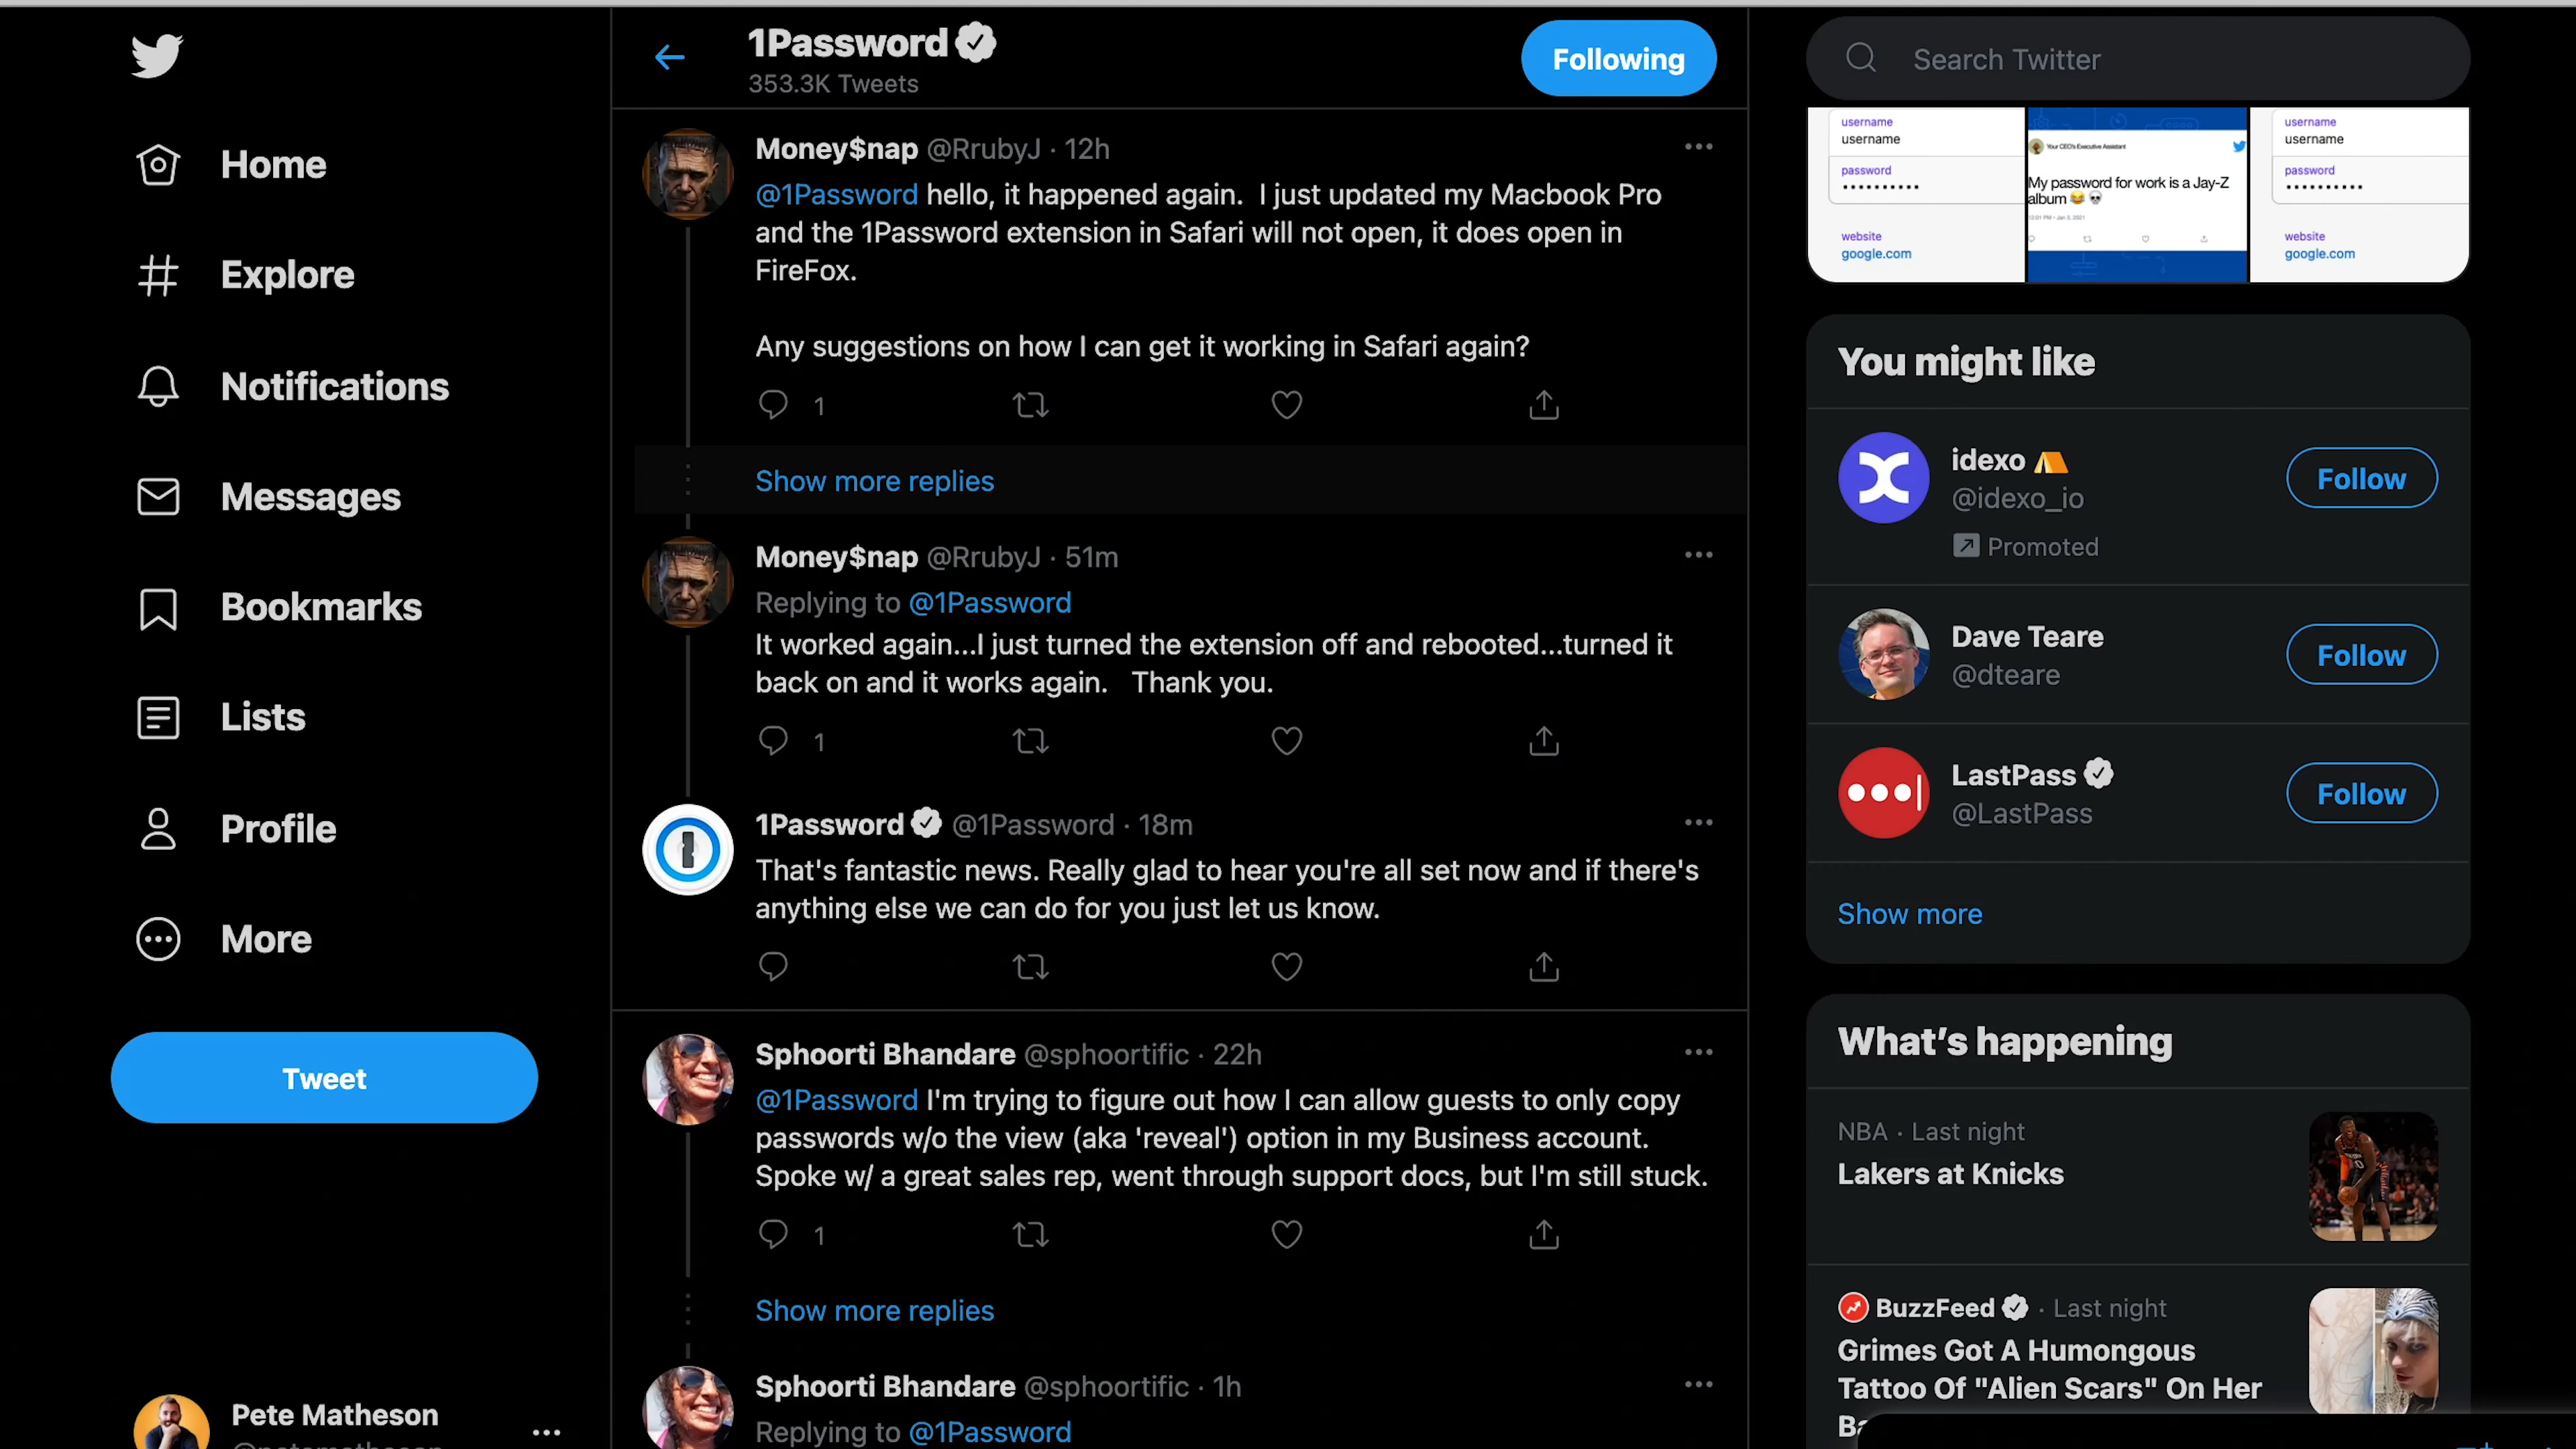 Home
Explore
Notifications
Messages
Bookmarks
Lists
Profile
More
Tweet
Pete Matheson
1Password
353.3K Tweets
Following
Money$nap @RrubyJ · 12h
@1Password hello, it happened again.  I just updated my Macbook Pro
and the 1Password extension in Safari will not open, it does open in
FireFox.
Any suggestions on how I can get it working in Safari again?
1
Show more replies
Money$nap @RrubyJ · 51m
Replying to @1Password
It worked again...I just turned the extension off and rebooted...turned it
back on and it works again.   Thank you.
1
1Password @1Password · 18m
That's fantastic news. Really glad to hear you're all set now and if there's
anything else we can do for you just let us know.
Sphoorti Bhandare @sphoortific · 22h
@1Password I'm trying to figure out how I can allow guests to only copy
passwords w/o the view (aka 'reveal') option in my Business account.
Spoke w/ a great sales rep, went through support docs, but I'm still stuck.
1
Show more replies
Sphoorti Bhandare @sphoortific · 1h
Replying to @1Password
Search Twitter
username
username
password
website
google.com
Your CEO's Executive Assistant
My password for work is a Jay-Z
album 😂💀
12:01 PM · Jan 3, 2021
username
username
password
website
google.com
You might like
idexo
@idexo_io
Promoted
Follow
Dave Teare
@dteare
Follow
LastPass
@LastPass
Follow
Show more
What's happening
NBA · Last night
Lakers at Knicks
BuzzFeed · Last night
Grimes Got A Humongous
Tattoo Of "Alien Scars" On Her